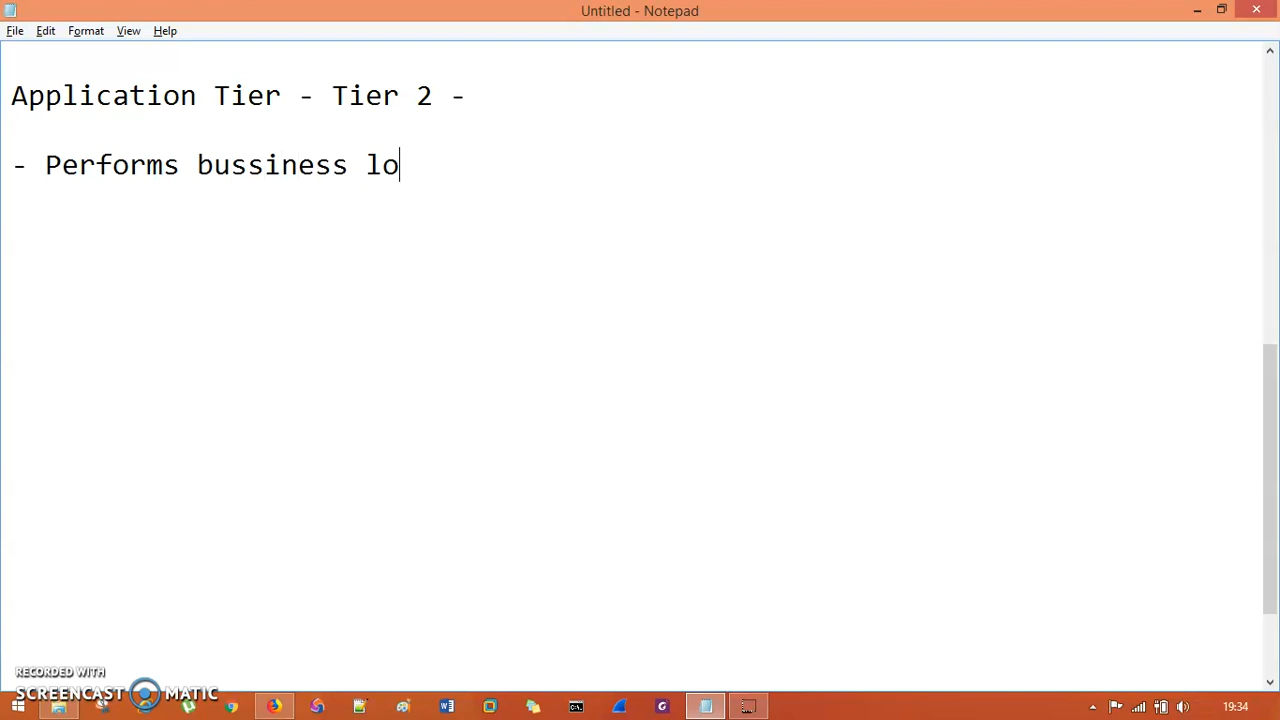 Untitled - Notepad
File Edit Format View Help
Application Tier - Tier 2 -
- Performs bussiness lo
RECORDED WITH
SCREENCAST MATIC
19:34